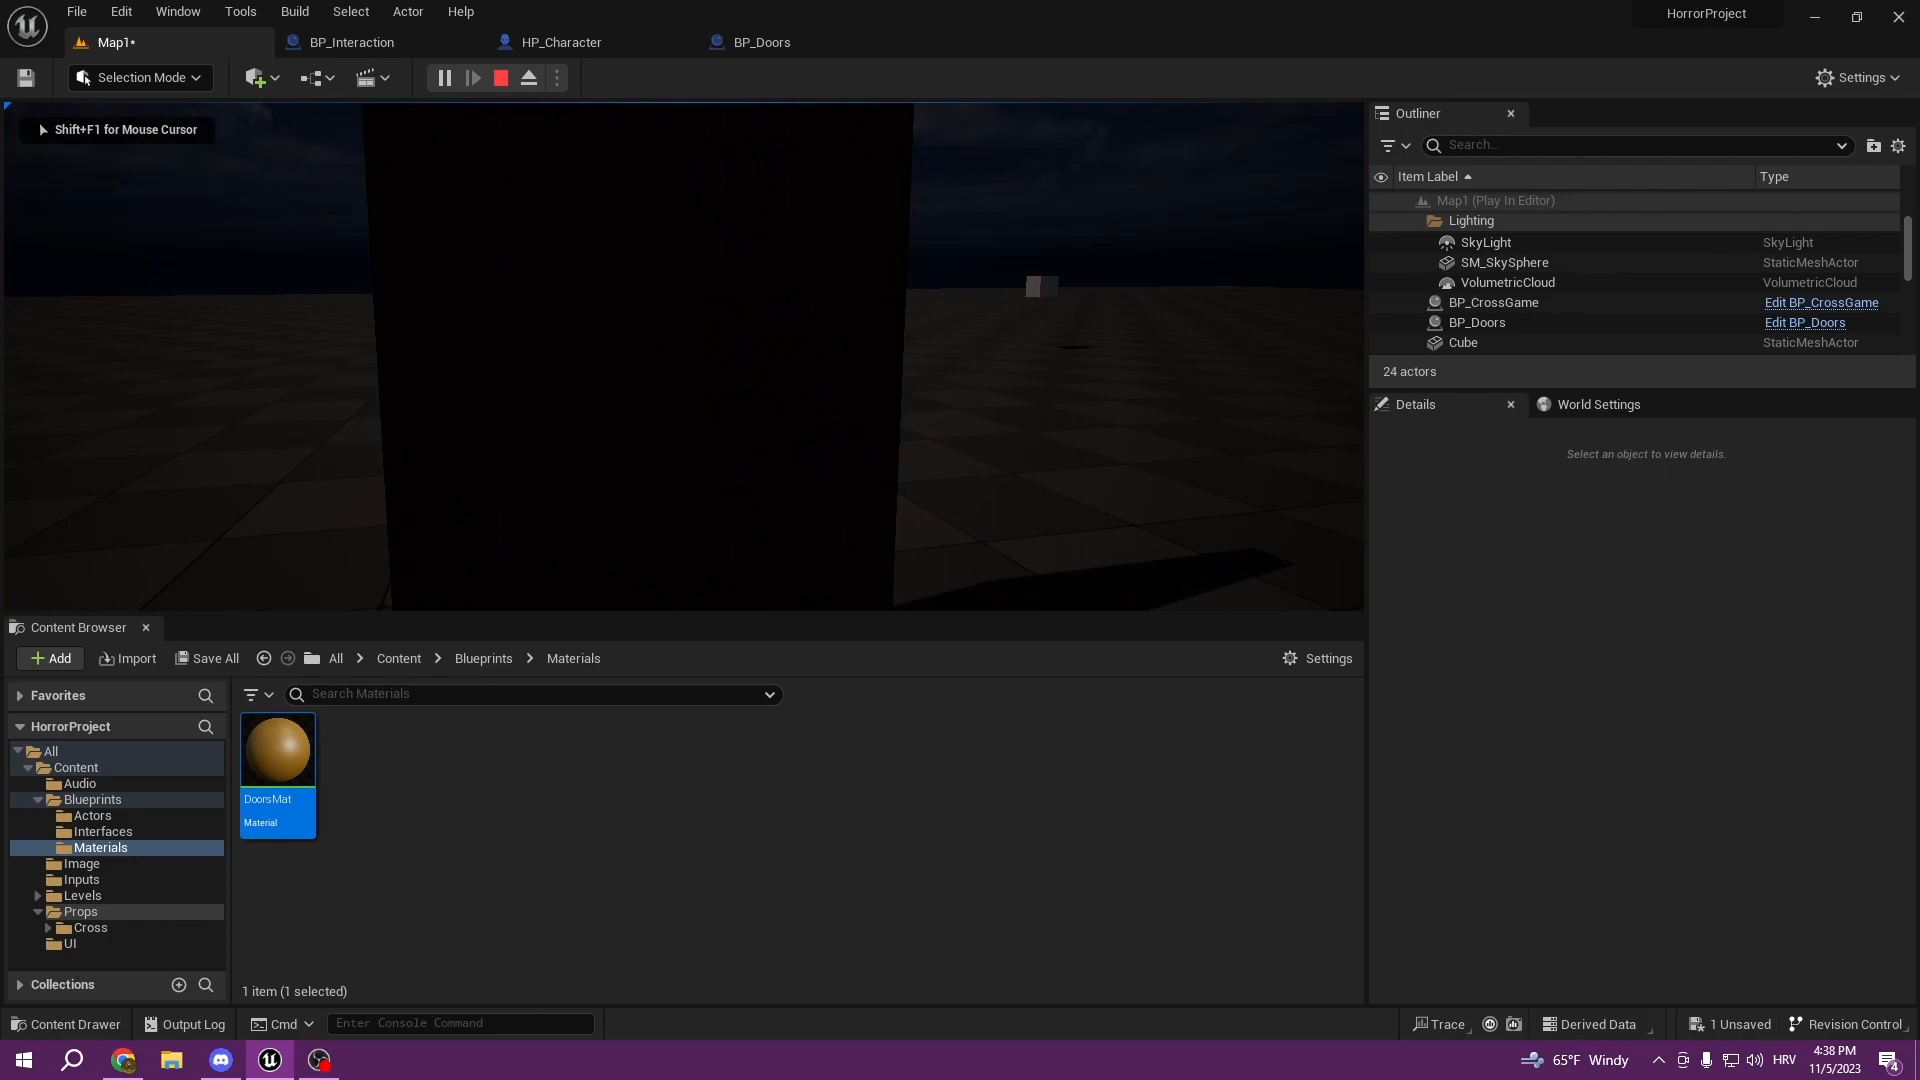 File Edit Window Tools Build Select Actor Help
HorrorProject
Map1*
BP_Interaction
HP_Character
BP_Doors
Selection Mode
Settings
Shift+F1 for Mouse Cursor
Outliner
Search...
Item Label
Type
Map1 (Play In Editor)
Lighting
SkyLight SkyLight
SM_SkySphere StaticMeshActor
VolumetricCloud VolumetricCloud
BP_CrossGame Edit BP_CrossGame
BP_Doors Edit BP_Doors
Cube StaticMeshActor
24 actors
Details
World Settings
Select an object to view details.
Content Browser
Add Import Save All All Content Blueprints Materials Settings
Favorites
Search Materials
HorrorProject
All
Content
Audio
Blueprints
Actors
Interfaces
Materials
Image
Inputs
Levels
Props
Cross
UI
DoorsMat
Material
Collections
1 item (1 selected)
Content Drawer Output Log Cmd Enter Console Command Trace Derived Data 1 Unsaved Revision Control
65°F Windy
HRV
4:38 PM
11/5/2023
4